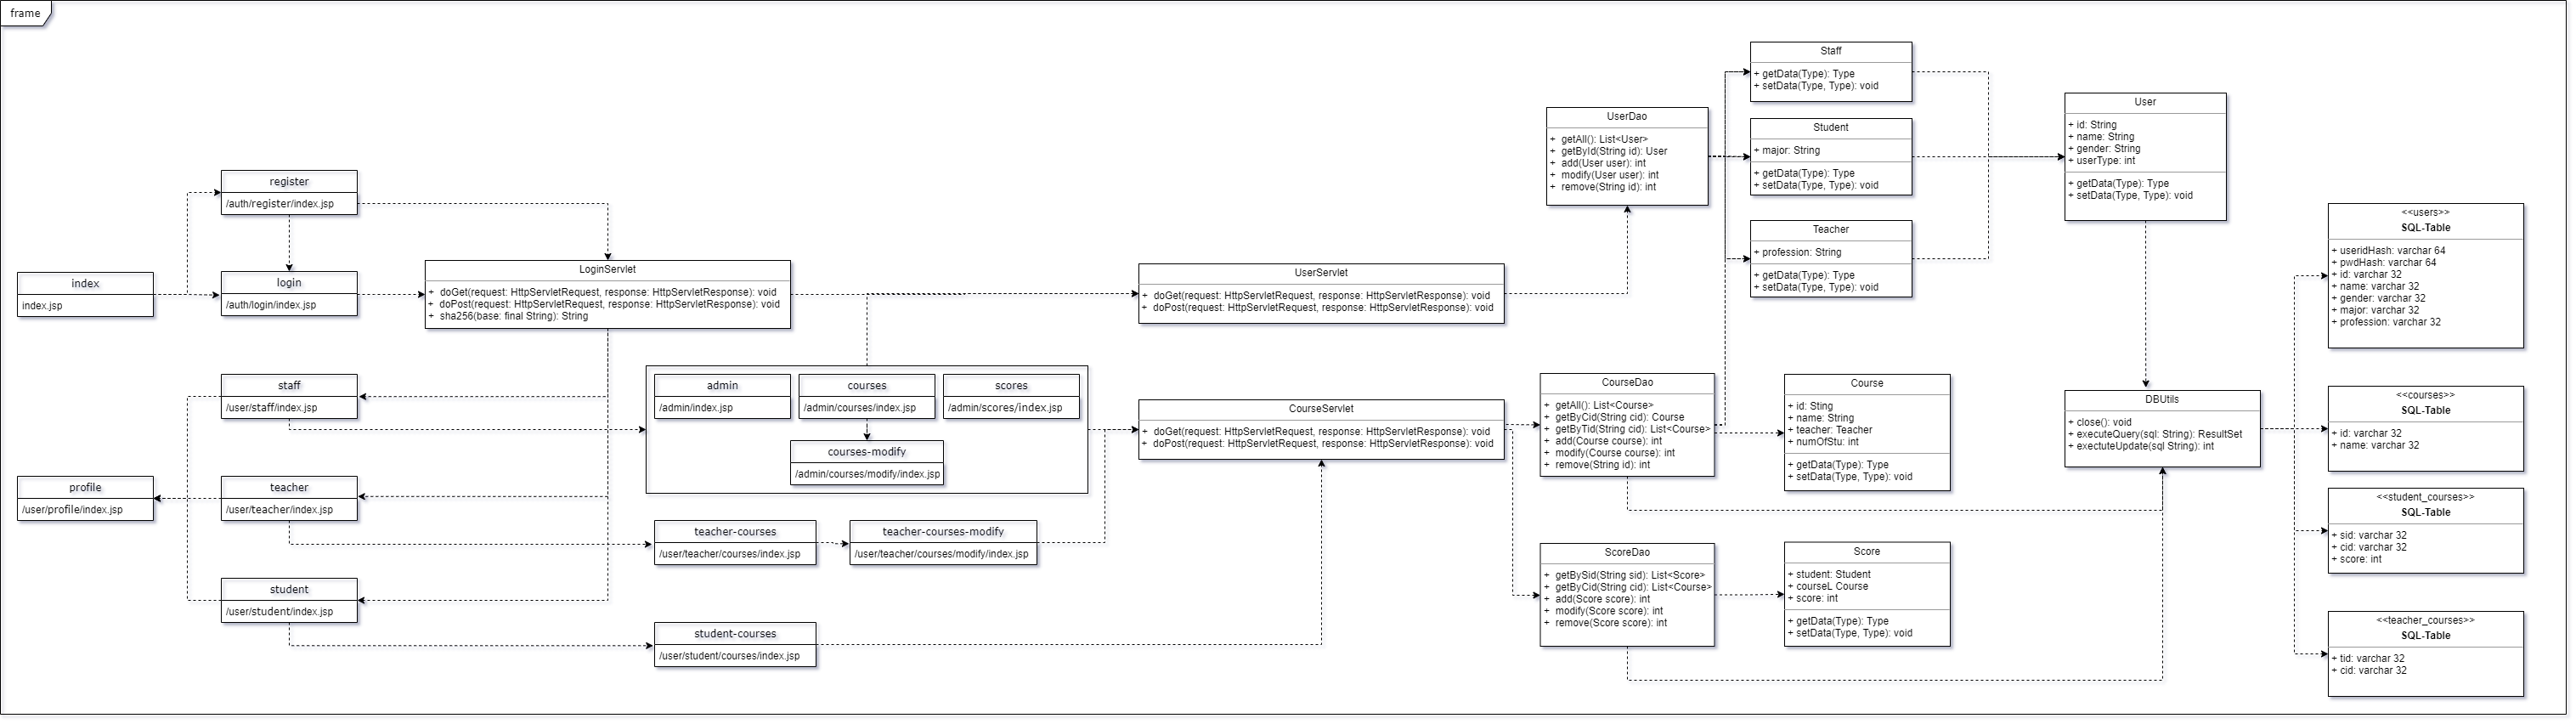 frame
index
index.jsp
register
/auth/register/index.jsp
login
/auth/login/index.jsp
LoginServlet
+ doGet(request: HttpServletRequest, response: HttpServletResponse): void
+ doPost(request: HttpServletRequest, response: HttpServletResponse): void
+ sha256(base: final String): String
staff
/user/staff/index.jsp
profile
/user/profile/index.jsp
teacher
/user/teacher/index.jsp
student
/user/student/index.jsp
admin
/admin/index.jsp
courses
/admin/courses/index.jsp
scores
/admin/scores/index.jsp
courses-modify
/admin/courses/modify/index.jsp
teacher-courses
/user/teacher/courses/index.jsp
teacher-courses-modify
/user/teacher/courses/modify/index.jsp
student-courses
/user/student/courses/index.jsp
UserServlet
+ doGet(request: HttpServletRequest, response: HttpServletResponse): void
+ doPost(request: HttpServletRequest, response: HttpServletResponse): void
CourseServlet
+ doGet(request: HttpServletRequest, response: HttpServletResponse): void
+ doPost(request: HttpServletRequest, response: HttpServletResponse): void
UserDao
+ getAll(): List<User>
+ getById(String id): User
+ add(User user): int
+ modify(User user): int
+ remove(String id): int
CourseDao
+ getAll(): List<Course>
+ getByCid(String cid): Course
+ getByTid(String cid): List<Course>
+ add(Course course): int
+ modify(Course course): int
+ remove(String id): int
ScoreDao
+ getBySid(String sid): List<Score>
+ getByCid(String cid): List<Course>
+ add(Score score): int
+ modify(Score score): int
+ remove(Score score): int
Staff
+ getData(Type): Type
+ setData(Type, Type): void
Student
+ major: String
+ getData(Type): Type
+ setData(Type, Type): void
Teacher
+ profession: String
+ getData(Type): Type
+ setData(Type, Type): void
Course
+ id: Sting
+ name: String
+ teacher: Teacher
+ numOfStu: int
+ getData(Type): Type
+ setData(Type, Type): void
Score
+ student: Student
+ courseL Course
+ score: int
+ getData(Type): Type
+ setData(Type, Type): void
User
+ id: String
+ name: String
+ gender: String
+ userType: int
+ getData(Type): Type
+ setData(Type, Type): void
DBUtils
+ close(): void
+ executeQuery(sql: String): ResultSet
+ exectuteUpdate(sql String): int
<<users>>
SQL-Table
+ useridHash: varchar 64
+ pwdHash: varchar 64
+ id: varchar 32
+ name: varchar 32
+ gender: varchar 32
+ major: varchar 32
+ profession: varchar 32
<<courses>>
SQL-Table
+ id: varchar 32
+ name: varchar 32
<<student_courses>>
SQL-Table
+ sid: varchar 32
+ cid: varchar 32
+ score: int
<<teacher_courses>>
SQL-Table
+ tid: varchar 32
+ cid: varchar 32